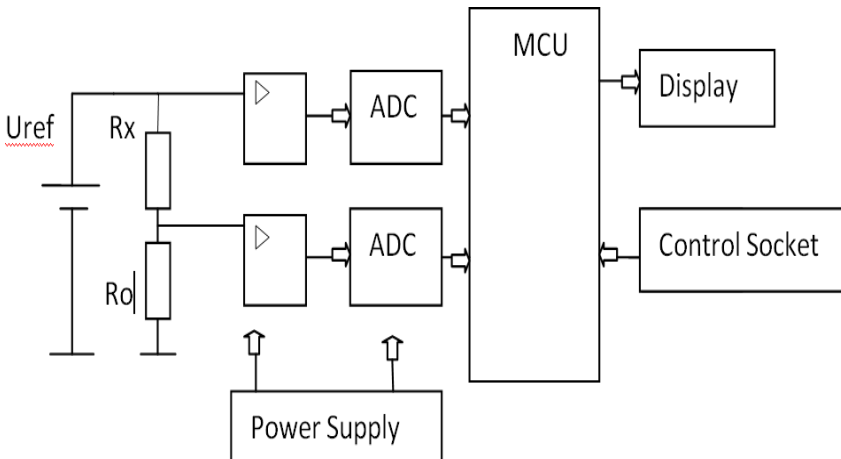 MCU
ADC
Display
Uref
Rx
ADC
Control Socket
Ro
Power Supply